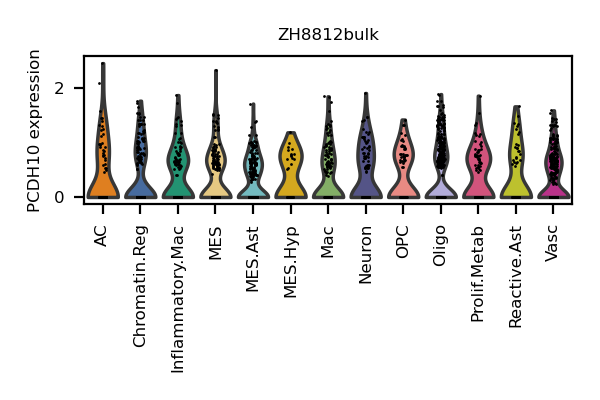 ZH8812bulk
PCDH10 expression
2
0
AC
Chromatin.Reg
Inflammatory.Mac
MES
MES.Ast
MES.Hyp
Mac
Neuron
OPC
Oligo
Prolif.Metab
Reactive.Ast
Vasc